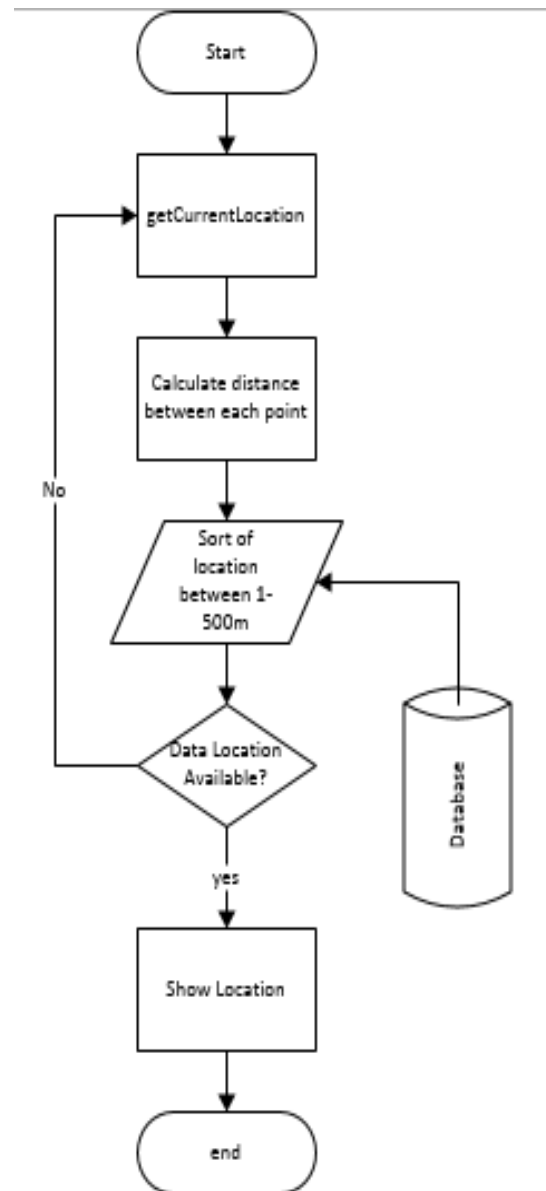 Start
getCurrentLocation
Calculate distance
between each point
No
Sort of
location
between 1-
500m
Data Location
Available?
Database
yes
Show Location
end